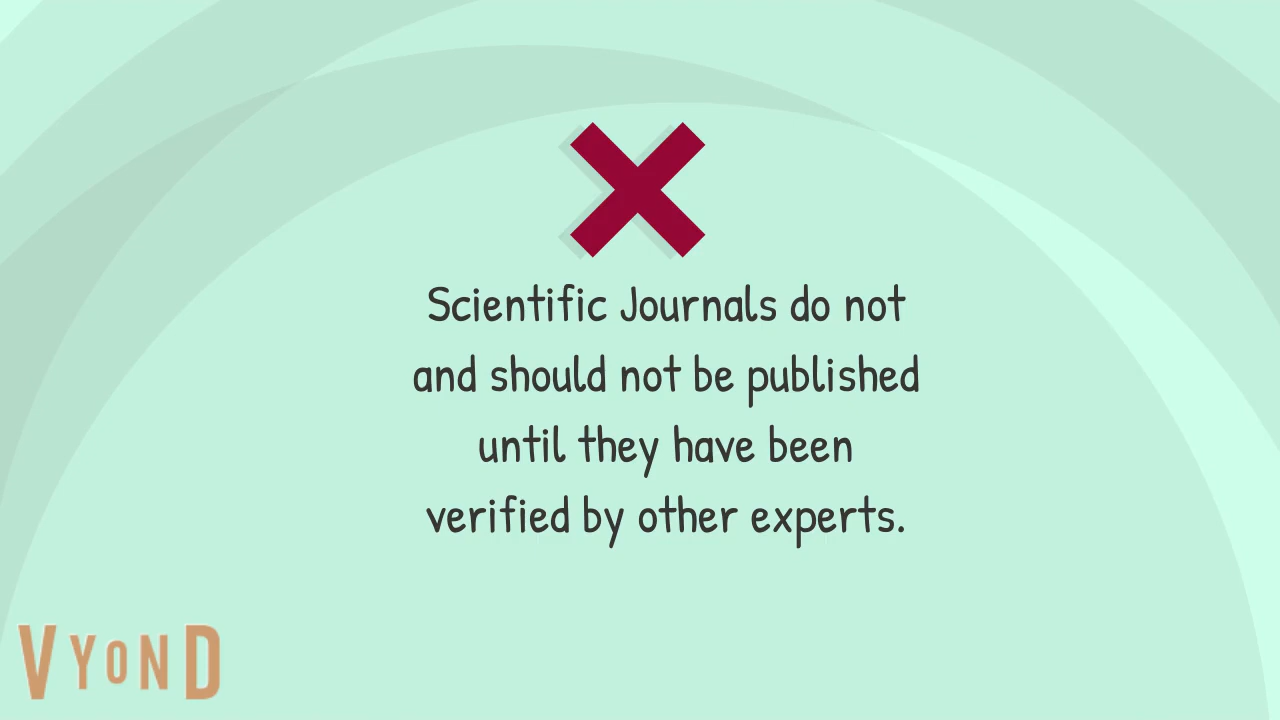 Scientific Journals do not
and should not be published
until they have been
verified by other experts.
VYOND